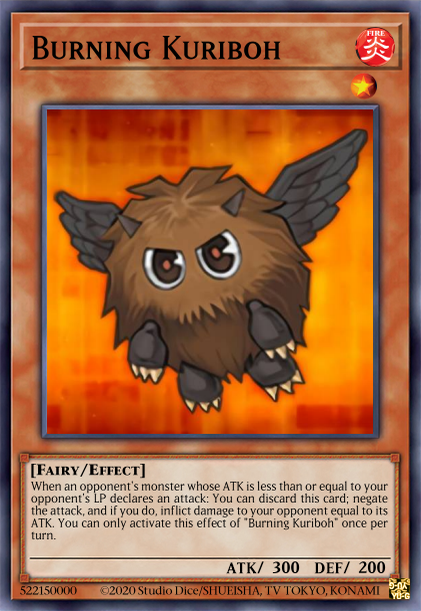 BURNING KURIBOH
FIRE
炎
[FAIRY/EFFECT]
When an opponent's monster whose ATK is less than or equal to your
opponent's LP declares an attack: You can discard this card; negate
the attack, and if you do, inflict damage to your opponent equal to its
ATK. You can only activate this effect of "Burning Kuriboh" once per
turn.
ATK/ 300 DEF/ 200
522150000 ©2020 Studio Dice/SHUEISHA, TV TOKYO, KONAMI